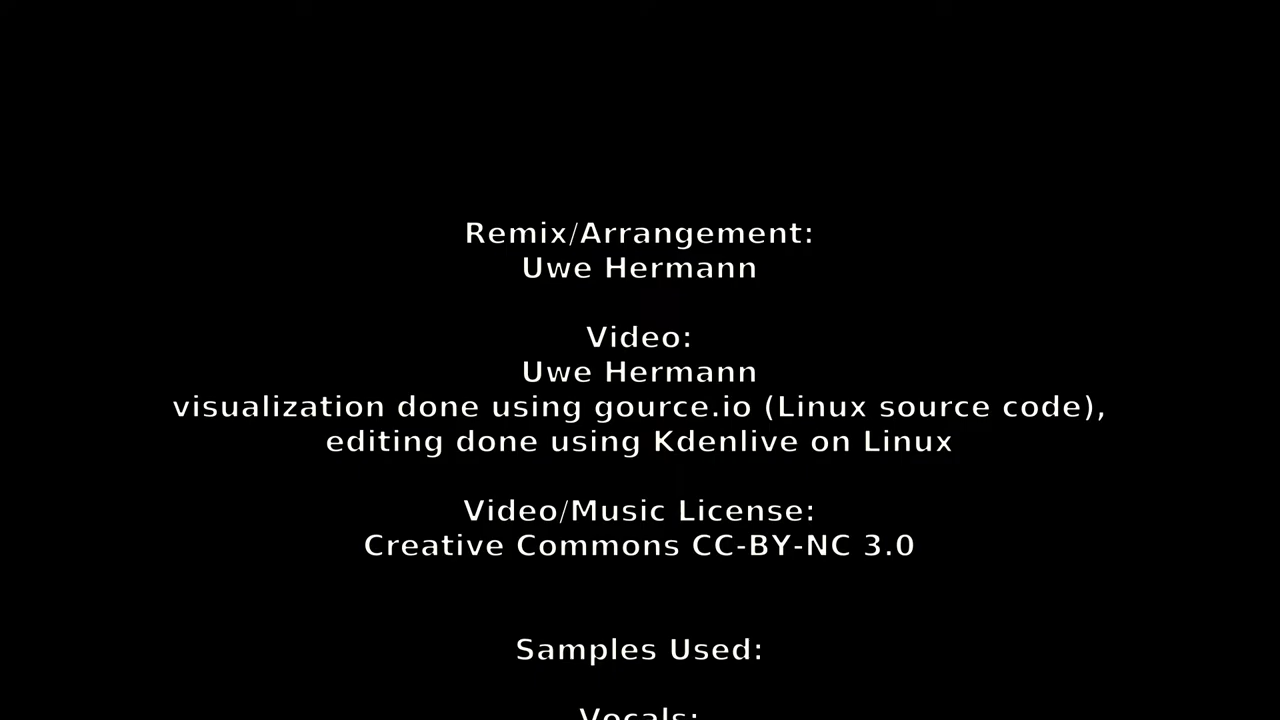 Remix/Arrangement:
Uwe Hermann
Video:
Uwe Hermann
visualization done using gource.io (Linux source code),
editing done using Kdenlive on Linux
Video/Music License:
Creative Commons CC-BY-NC 3.0
Samples Used:
Vocals: